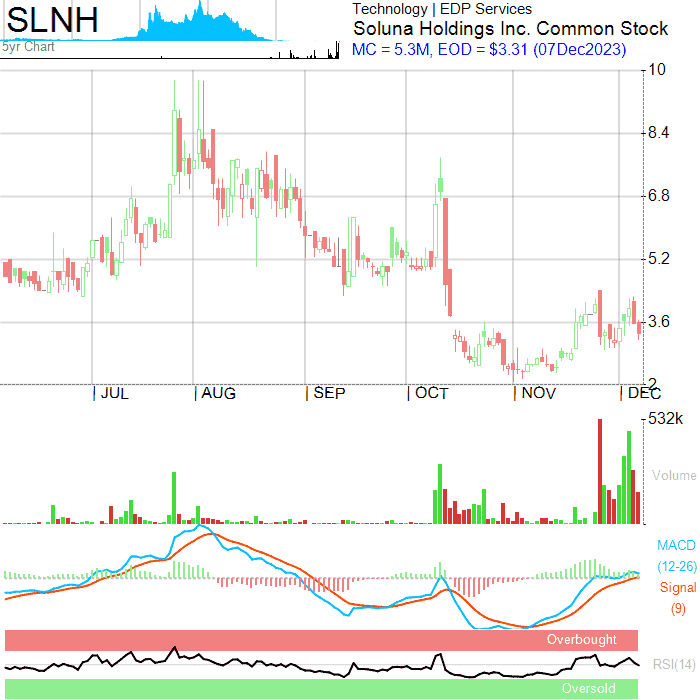 SLNH
5yr Chart
Technology | EDP Services
Soluna Holdings Inc. Common Stock
MC = 5.3M, EOD = $3.31 (07Dec2023)
10
8.4
6.8
5.2
3.6
2
| JUL | AUG | SEP | OCT | NOV | DEC
532k
Volume
MACD
(12-26)
Signal
(9)
Overbought
RSI(14)
Oversold